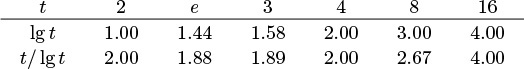 t 2 e 3 4 8 16
lg t 1.00 1.44 1.58 2.00 3.00 4.00
t/ lg t 2.00 1.88 1.89 2.00 2.67 4.00